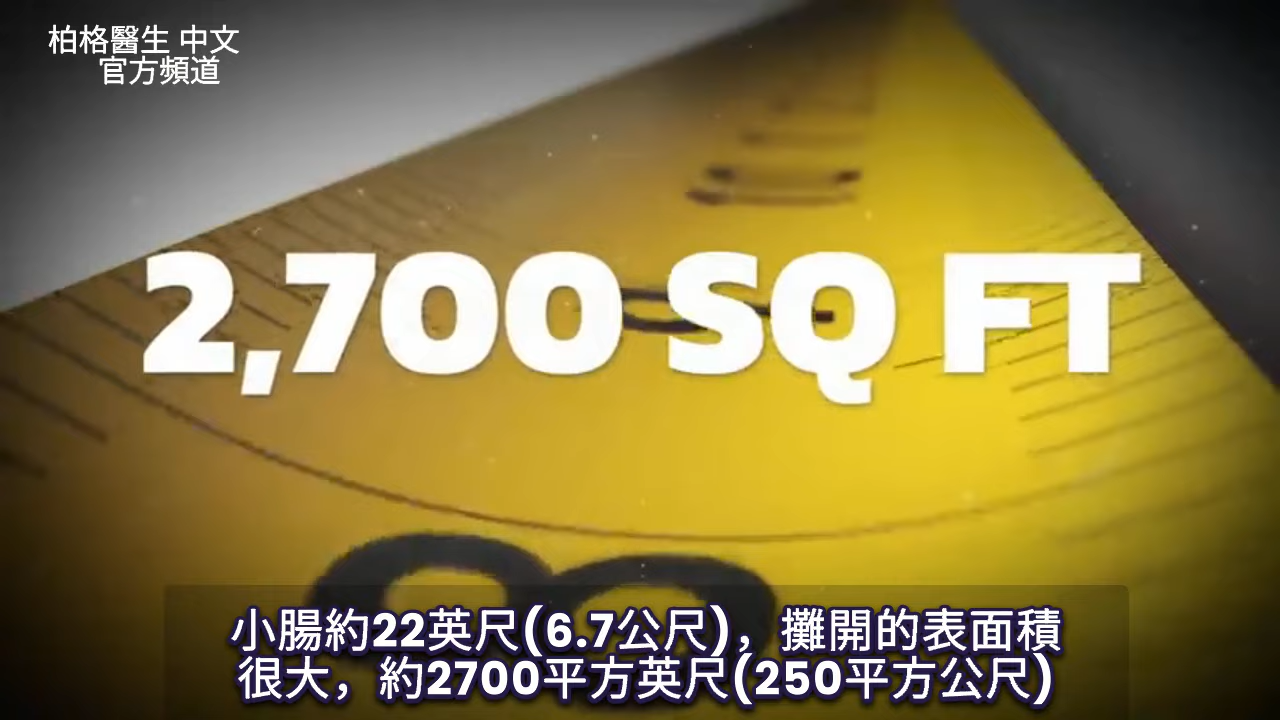 柏格醫生 中文
官方頻道
2,700 SQ FT
8
小腸約22英尺(6.7公尺)，攤開的表面積
很大，約2700平方英尺(250平方公尺)